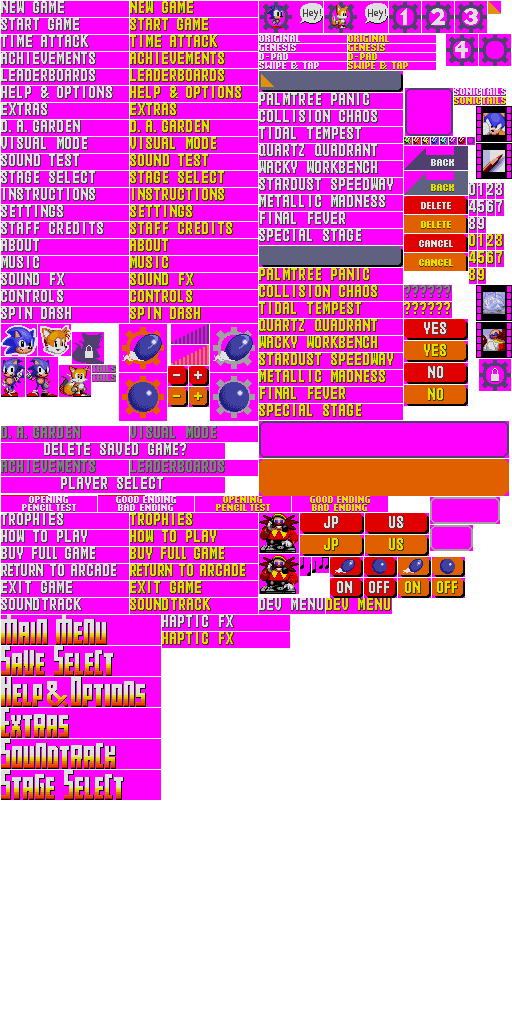 NEW GAME NEW GAME
START GAME START GAME
TIME ATTACK TIME ATTACK
ACHIEVEMENTS ACHIEVEMENTS
LEADERBOARDS LEADERBOARDS
HELP & OPTIONS HELP & OPTIONS
EXTRAS EXTRAS
D. A. GARDEN D. A. GARDEN
VISUAL MODE VISUAL MODE
SOUND TEST SOUND TEST
STAGE SELECT STAGE SELECT
INSTRUCTIONS INSTRUCTIONS
SETTINGS SETTINGS
STAFF CREDITS STAFF CREDITS
ABOUT ABOUT
MUSIC MUSIC
SOUND FX SOUND FX
CONTROLS CONTROLS
SPIN DASH SPIN DASH
Hey! Hey! 1 2 3
4
ORIGINAL ORIGINAL
GENESIS GENESIS
D-PAD D-PAD
SWIPE & TAP SWIPE & TAP
PALMTREE PANIC
COLLISION CHAOS
TIDAL TEMPEST
QUARTZ QUADRANT
WACKY WORKBENCH
STARDUST SPEEDWAY
METALLIC MADNESS
FINAL FEVER
SPECIAL STAGE
PALMTREE PANIC
COLLISION CHAOS
TIDAL TEMPEST
QUARTZ QUADRANT
WACKY WORKBENCH
STARDUST SPEEDWAY
METALLIC MADNESS
FINAL FEVER
SPECIAL STAGE
SONICTAILS
SONICTAILS
BACK
BACK
DELETE
DELETE
CANCEL
CANCEL
0123
4567
89
0123
4567
89
??????
??????
YES
YES
NO
NO
- +
- +
D. A. GARDEN VISUAL MODE
DELETE SAVED GAME?
ACHIEVEMENTS LEADERBOARDS
PLAYER SELECT
OPENING GOOD ENDING OPENING GOOD ENDING
PENCIL TEST BAD ENDING PENCIL TEST BAD ENDING
TROPHIES TROPHIES
HOW TO PLAY HOW TO PLAY
BUY FULL GAME BUY FULL GAME
RETURN TO ARCADE RETURN TO ARCADE
EXIT GAME EXIT GAME
SOUNDTRACK SOUNDTRACK
JP US
JP US
ON OFF ON OFF
DEV MENU DEV MENU
HAPTIC FX
HAPTIC FX
MAIN MENU
SAVE SELECT
HELP & OPTIONS
EXTRAS
SOUNDTRACK
STAGE SELECT